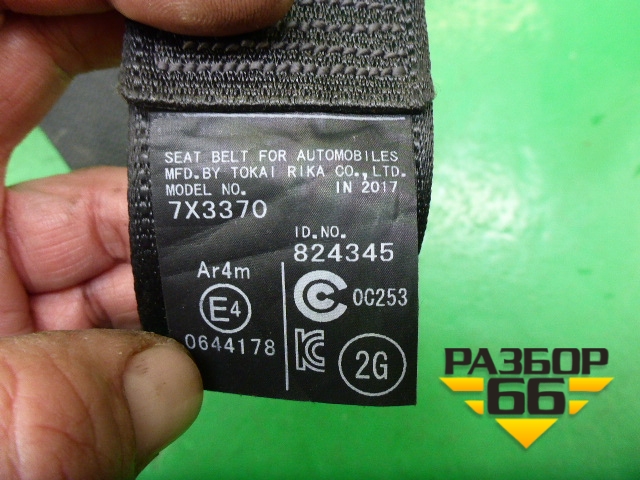 SEAT BELT FOR AUTOMOBILES
MFD.BY TOKAI RIKA CO.,LTD.
MODEL NO. IN 2017
7X3370
ID.NO.
824345
Ar4m
E4
0644178
CC 0C253
KC 2G
РАЗБОР
66